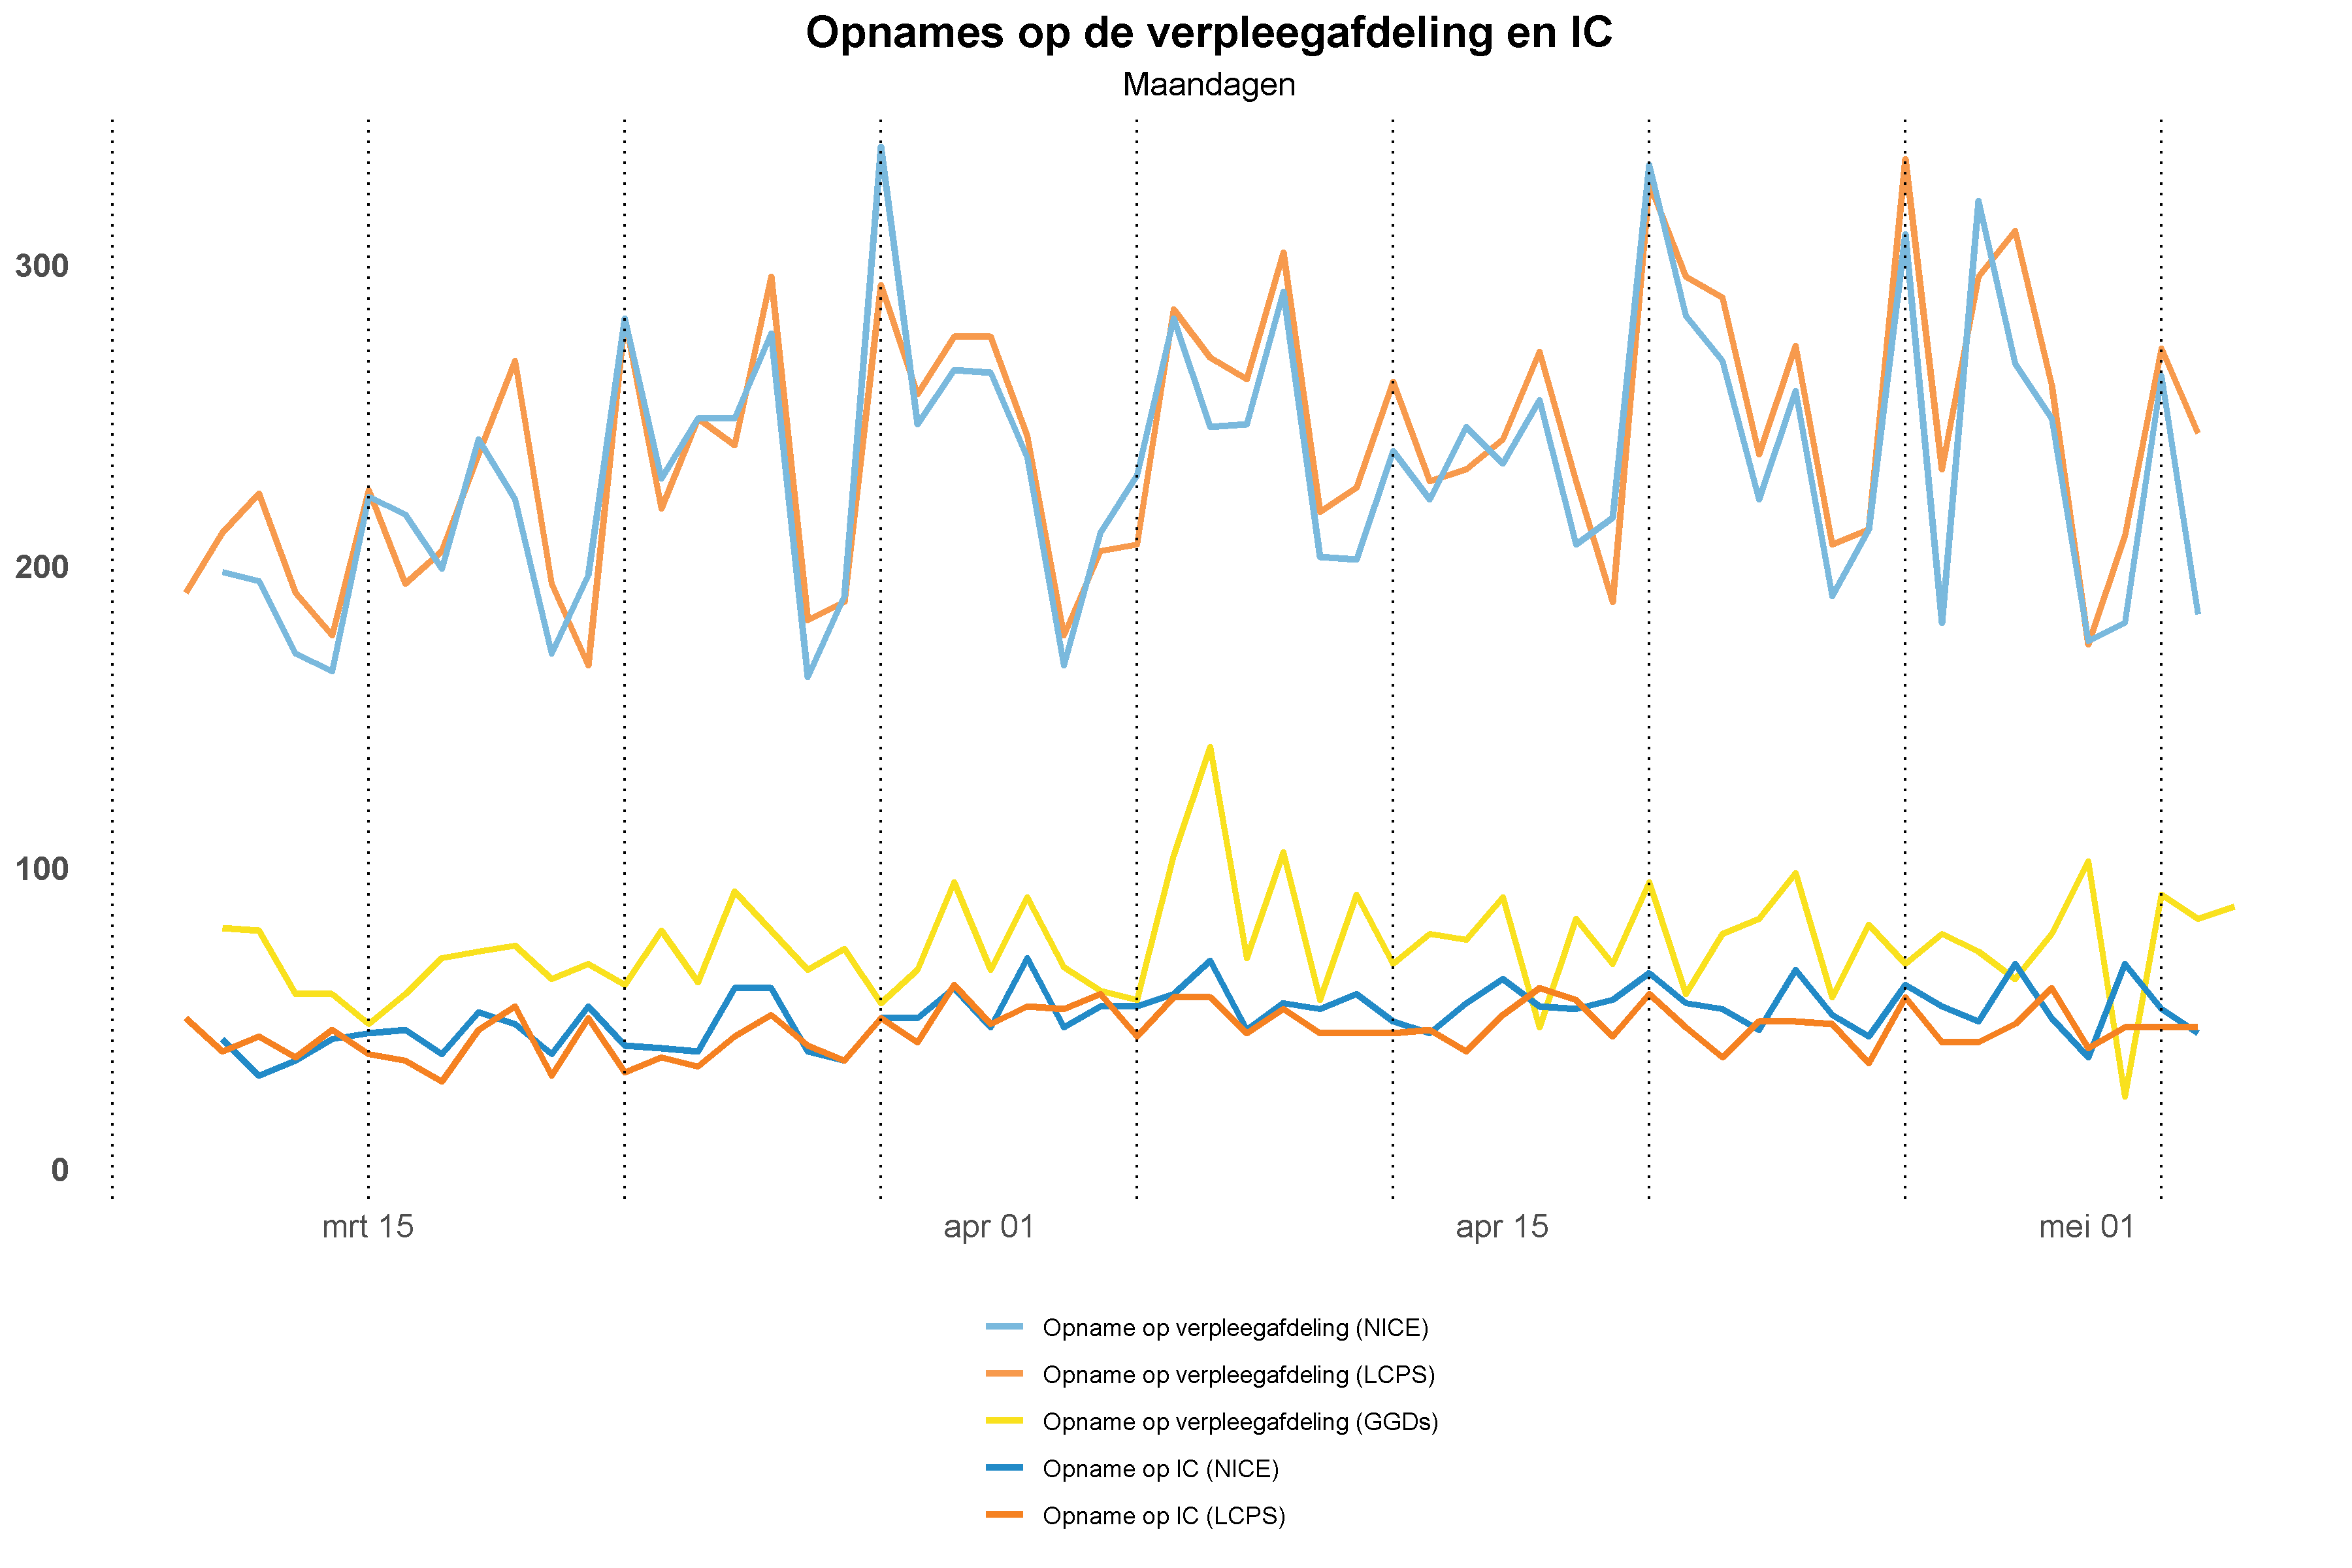 Opnames op de verpleegafdeling en IC
Maandagen
300
200
100
0
mrt 15
apr 01
apr 15
mei 01
Opname op verpleegafdeling (NICE)
Opname op verpleegafdeling (LCPS)
Opname op verpleegafdeling (GGDs)
Opname op IC (NICE)
Opname op IC (LCPS)